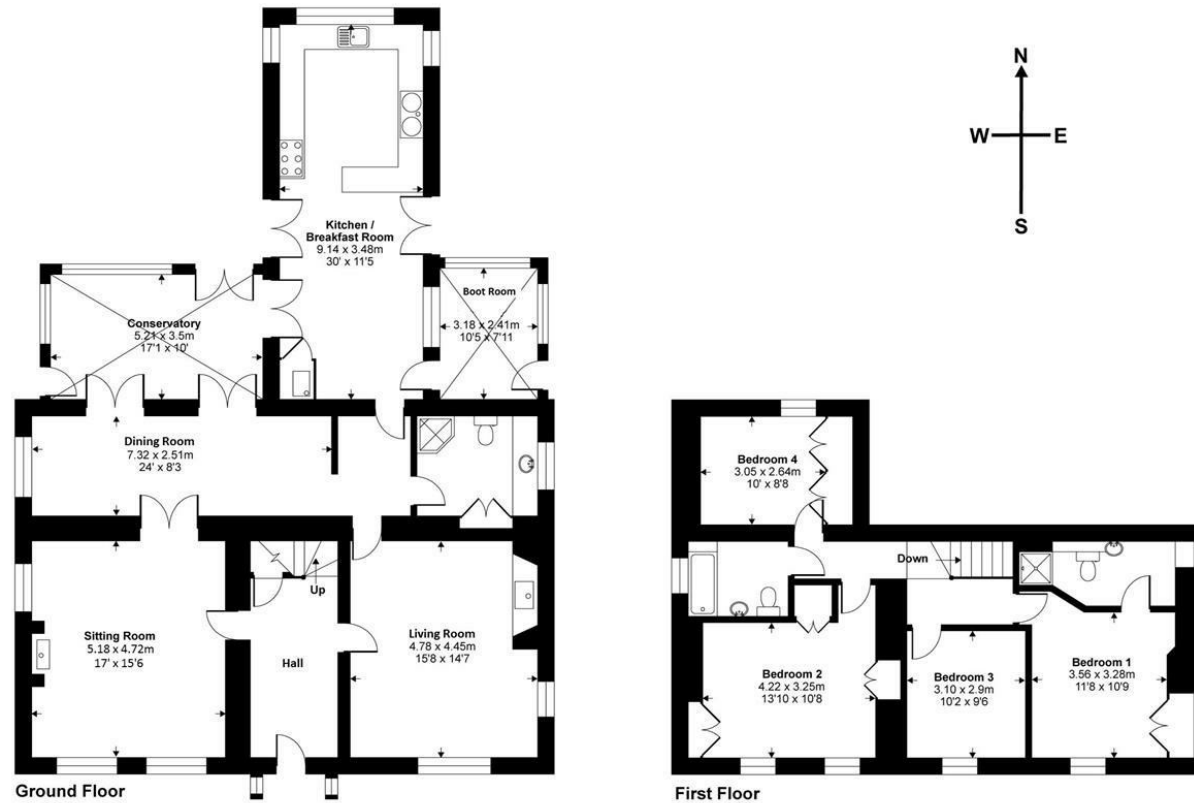 N
W E
S
Kitchen /
Breakfast Room
9.14 x 3.48m
30' x 11'5
Boot Room
3.18 x 2.41m
10'5 x 7'11
Conservatory
5.21 x 3.5m
17'1 x 10'
Dining Room
7.32 x 2.51m
24' x 8'3
Up
Sitting Room
5.18 x 4.72m
17' x 15'6
Hall
Living Room
4.78 x 4.45m
15'8 x 14'7
Ground Floor
Bedroom 4
3.05 x 2.64m
10' x 8'8
Down
Bedroom 2
4.22 x 3.25m
13'10 x 10'8
Bedroom 3
3.10 x 2.9m
10'2 x 9'6
Bedroom 1
3.56 x 3.28m
11'8 x 10'9
First Floor